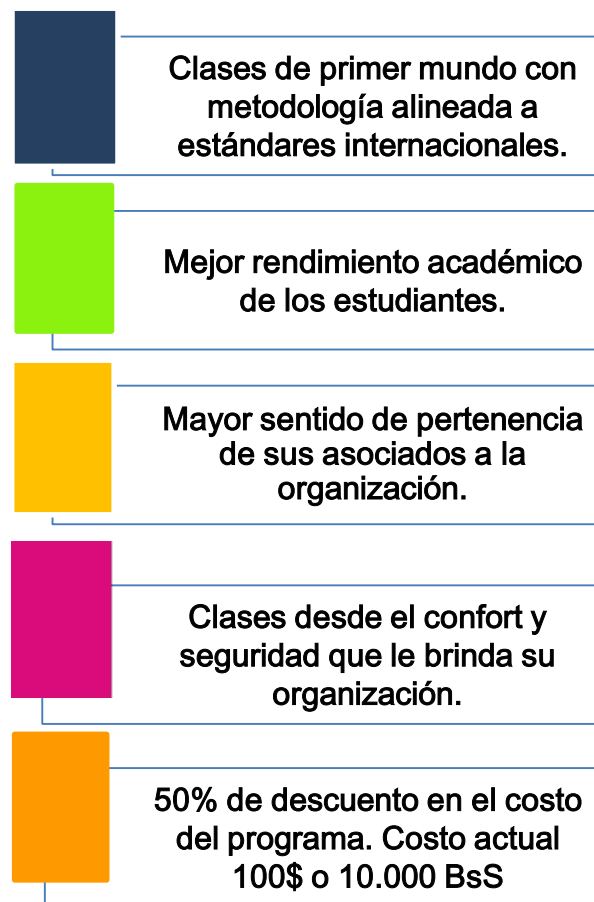 Clases de primer mundo con
metodología alineada a
estándares internacionales.
Mejor rendimiento académico
de los estudiantes.
Mayor sentido de pertenencia
de sus asociados a la
organización.
Clases desde el confort y
seguridad que le brinda su
organización.
50% de descuento en el costo
del programa. Costo actual
100$ o 10.000 BsS